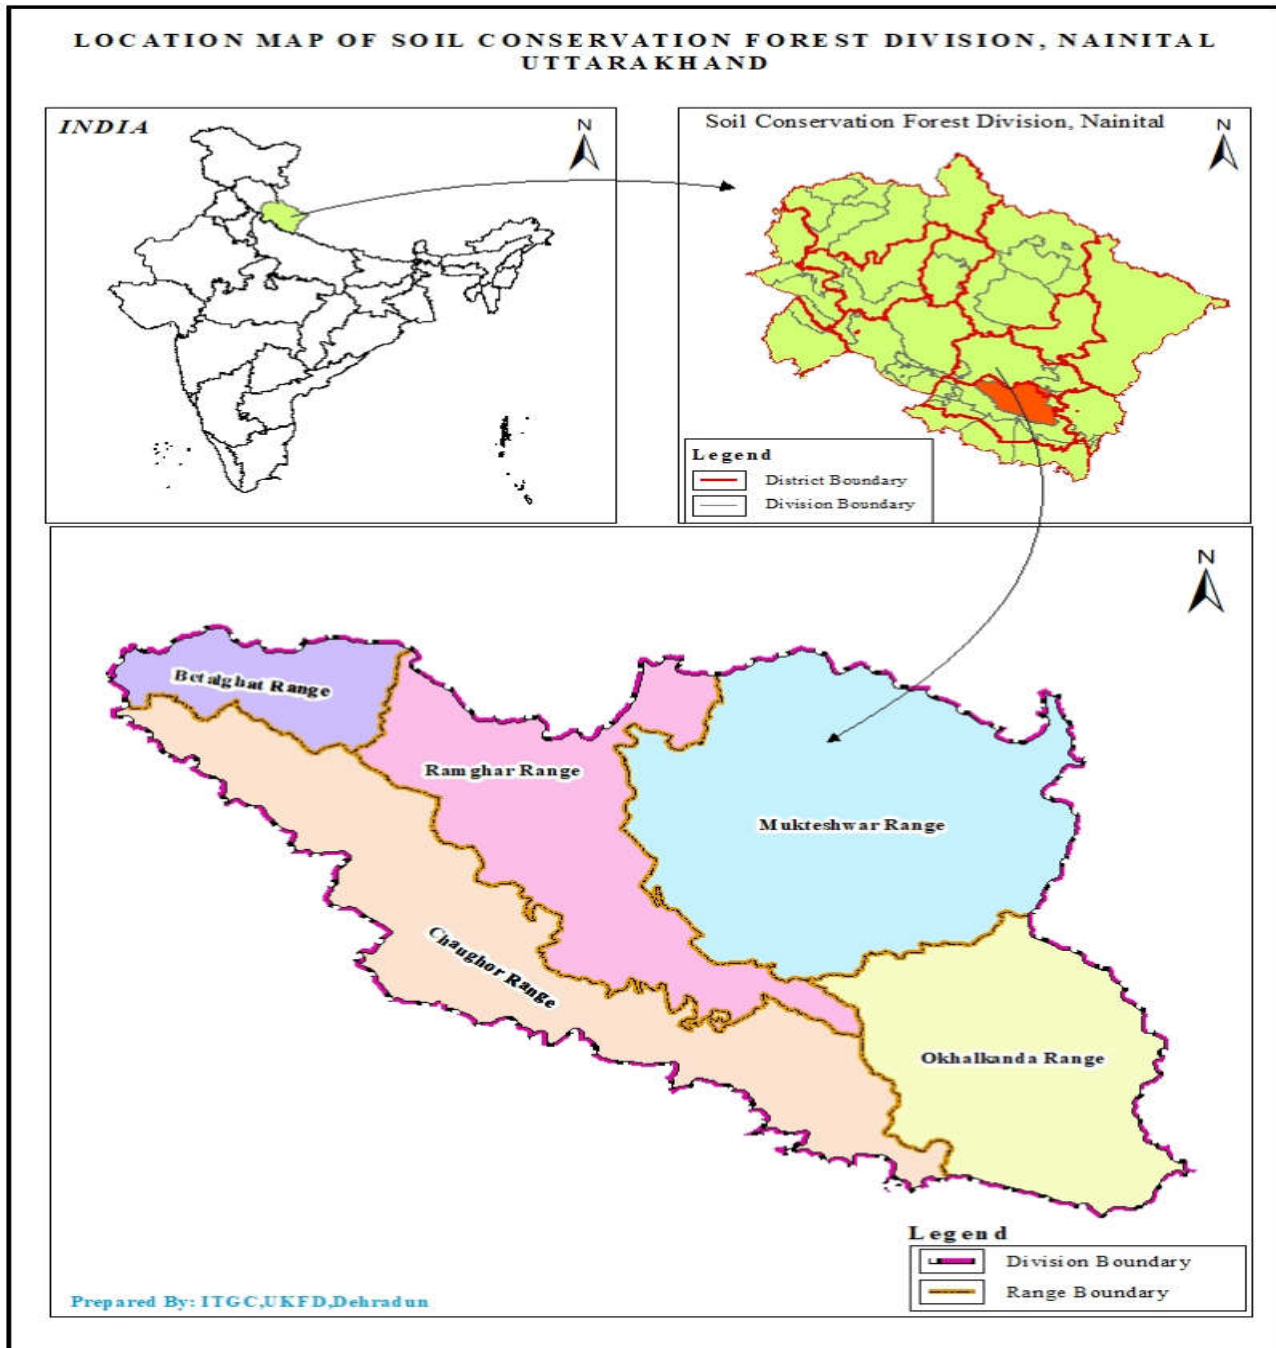 LOCATION MAP OF SOIL CONSERVATION FOREST DIVISION, NAINITAL
UTTARAKHAND
INDIA
N
Soil Conservation Forest Division, Nainital
N
Legend
District Boundary
Division Boundary
N
Betalghat Range
Ramghar Range
Mukteshwar Range
Chaughor Range
Okhalkanda Range
Legend
Division Boundary
Range Boundary
Prepared By: ITGC,UKFD,Dehradun